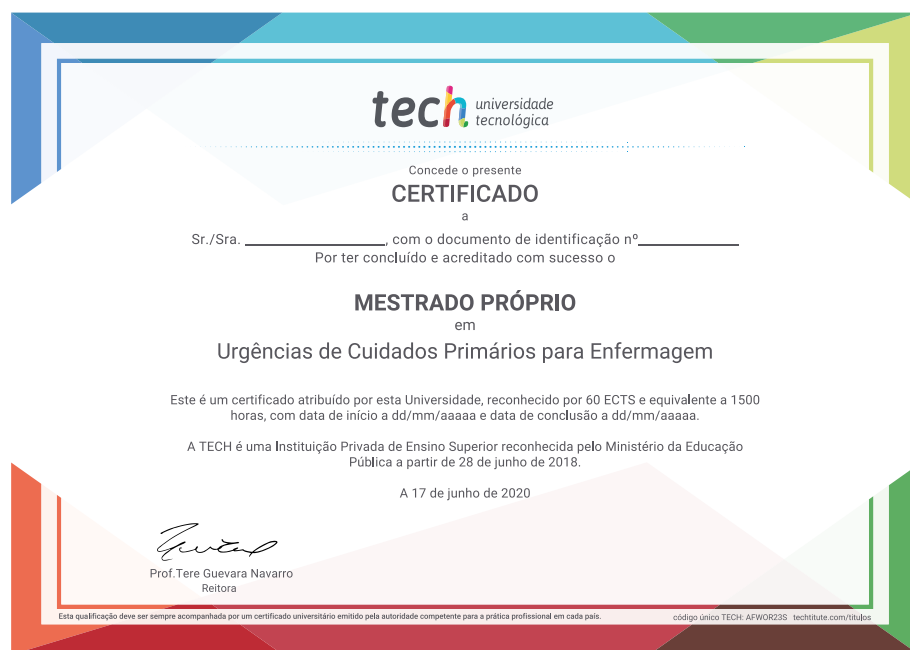 tech universidade
tecnológica
Concede o presente
CERTIFICADO
a
Sr./Sra. ______________, com o documento de identificação nº__________
Por ter concluído e acreditado com sucesso o
MESTRADO PRÓPRIO
em
Urgências de Cuidados Primários para Enfermagem
Este é um certificado atribuído por esta Universidade, reconhecido por 60 ECTS e equivalente a 1500
horas, com data de início a dd/mm/aaaaa e data de conclusão a dd/mm/aaaaa.
A TECH é uma Instituição Privada de Ensino Superior reconhecida pelo Ministério da Educação
Pública a partir de 28 de junho de 2018.
A 17 de junho de 2020
Prof.Tere Guevara Navarro
Reitora
Esta qualificação deve ser sempre acompanhada por um certificado universitário emitido pela autoridade competente para a prática profissional em cada país.
código único TECH: AFWOR23S techtitute.com/titulos